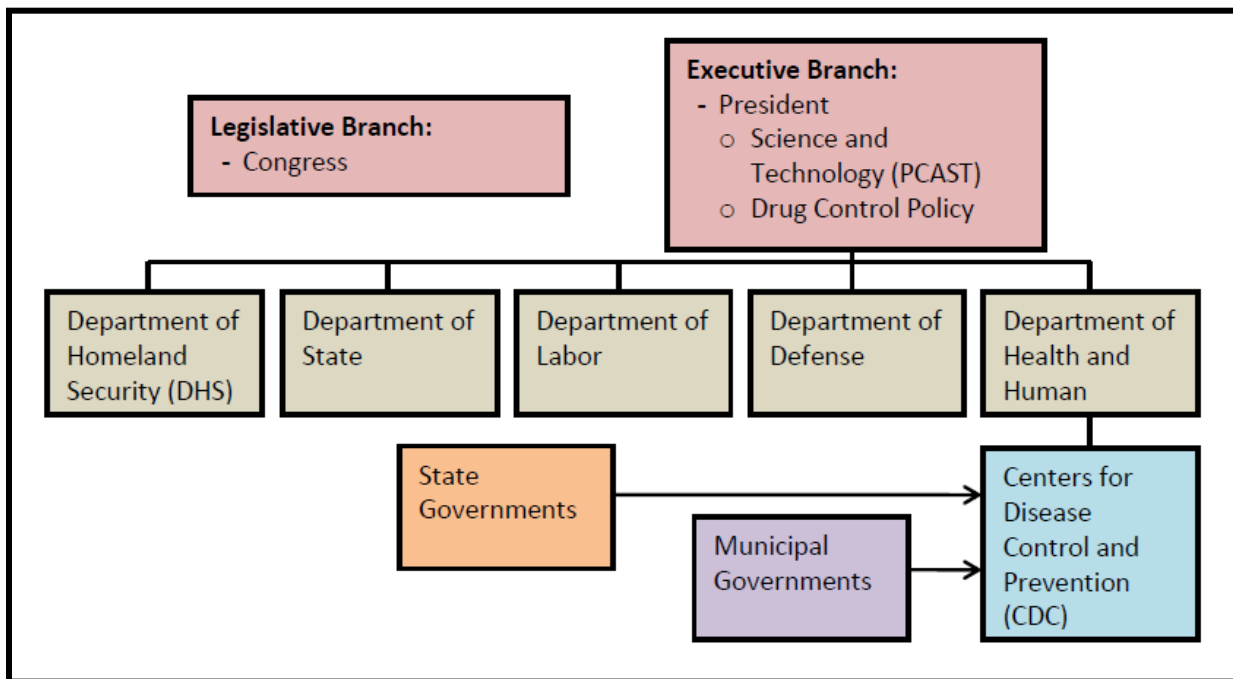 Legislative Branch:
- Congress
Executive Branch:
- President
o Science and
Technology (PCAST)
o Drug Control Policy
Department of
Homeland
Security (DHS)
Department of
State
Department of
Labor
Department of
Defense
Department of
Health and
Human
State
Governments
Municipal
Governments
Centers for
Disease
Control and
Prevention
(CDC)